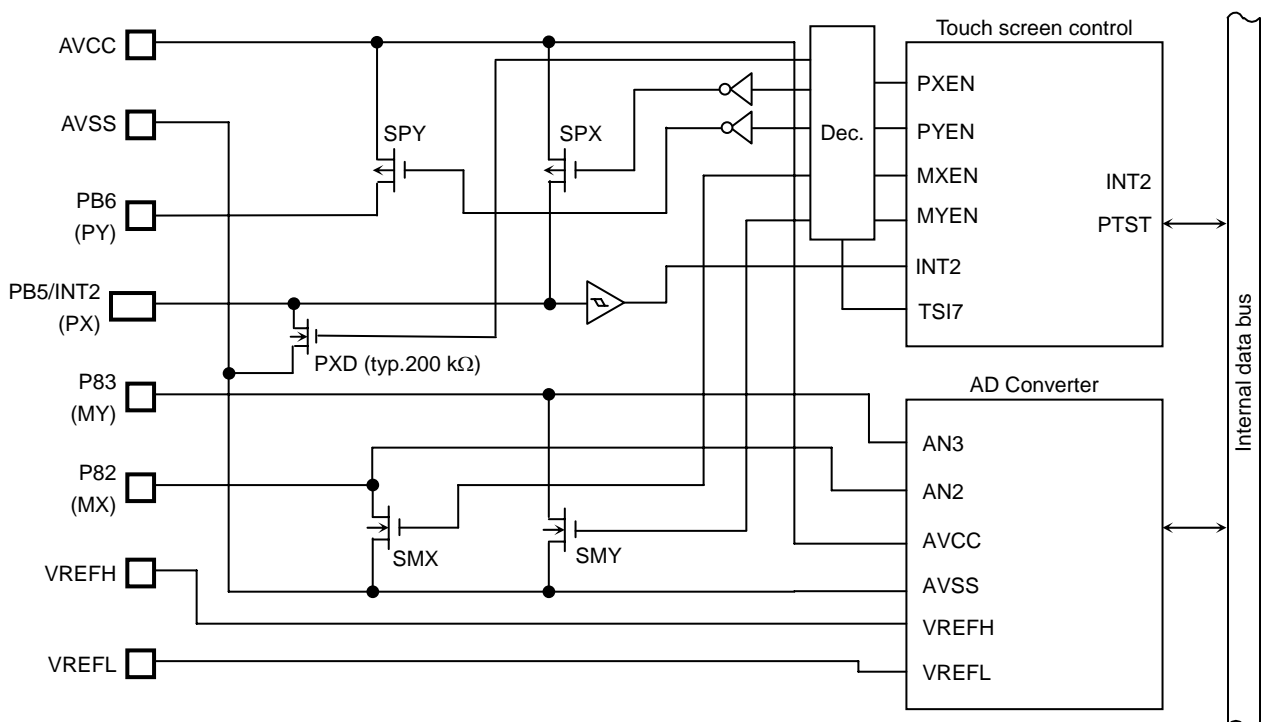 Touch screen control
AVCC
AVSS
SPY
SPX
Dec.
PXEN
PYEN
MXEN
MYEN
INT2
TSI7
INT2
PTST
PB6
(PY)
PB5/INT2
(PX)
PXD (typ.200 kΩ)
P83
(MY)
P82
(MX)
SMX
SMY
VREFH
VREFL
AD Converter
AN3
AN2
AVCC
AVSS
VREFH
VREFL
Internal data bus